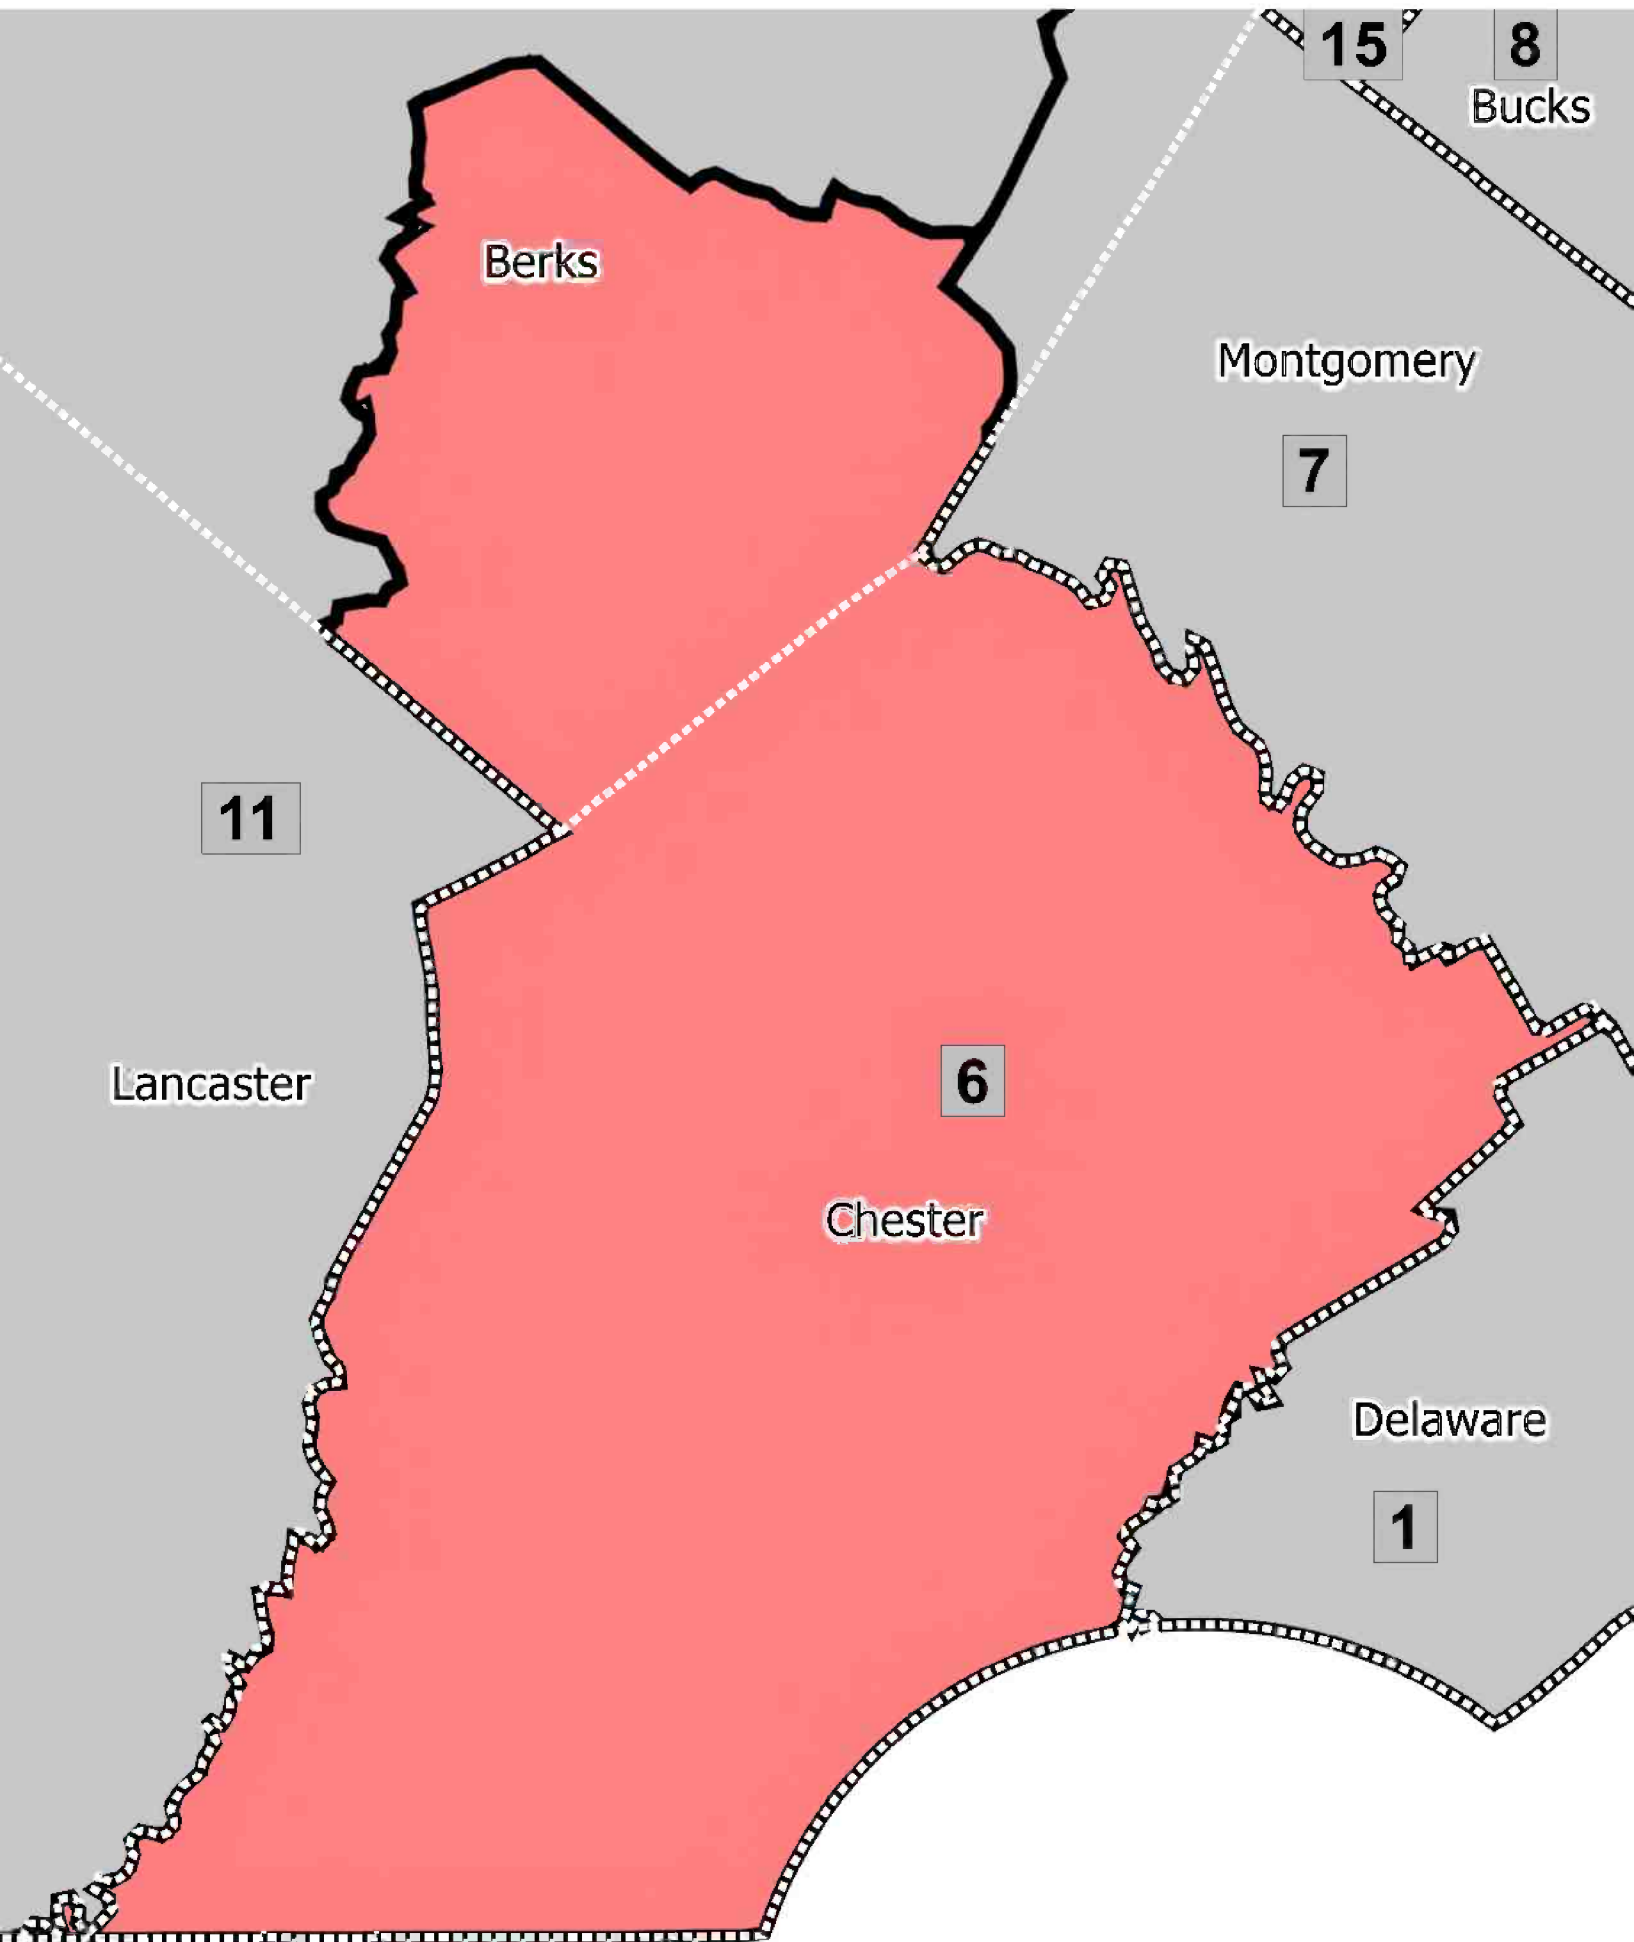 15
8
Bucks
Berks
Montgomery
7
11
Lancaster
6
Chester
Delaware
1